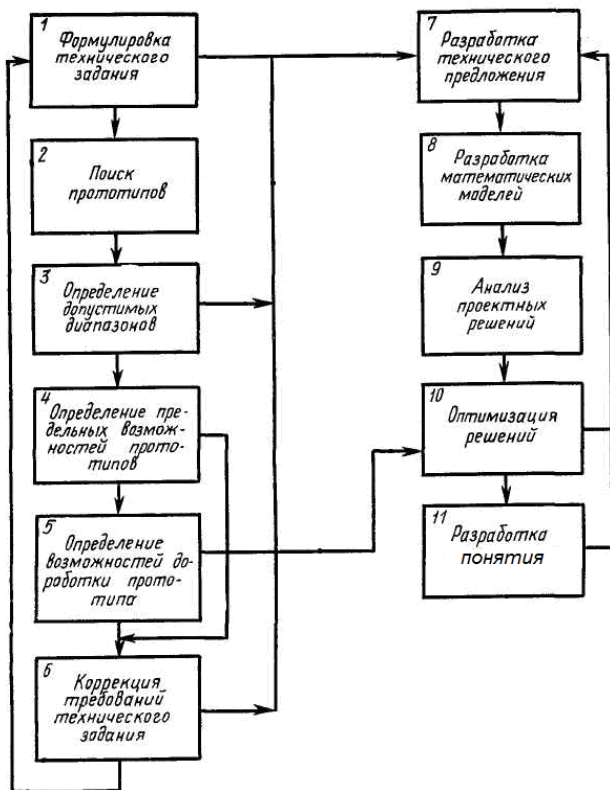 1
Формулировка
технического
задания
2
Поиск
прототипов
3
Определение
допустимых
диапазонов
4
Определение пре-
дельных возмож-
ностей прото-
типов
5
Определение
возможностей до-
работки прото-
типа
6
Коррекция
требований
технического
задания
7
Разработка
технического
предложения
8
Разработка
математических
маделей
9
Анализ
проектных
решений
10
Оптимизация
решений
11
Разработка
понятия